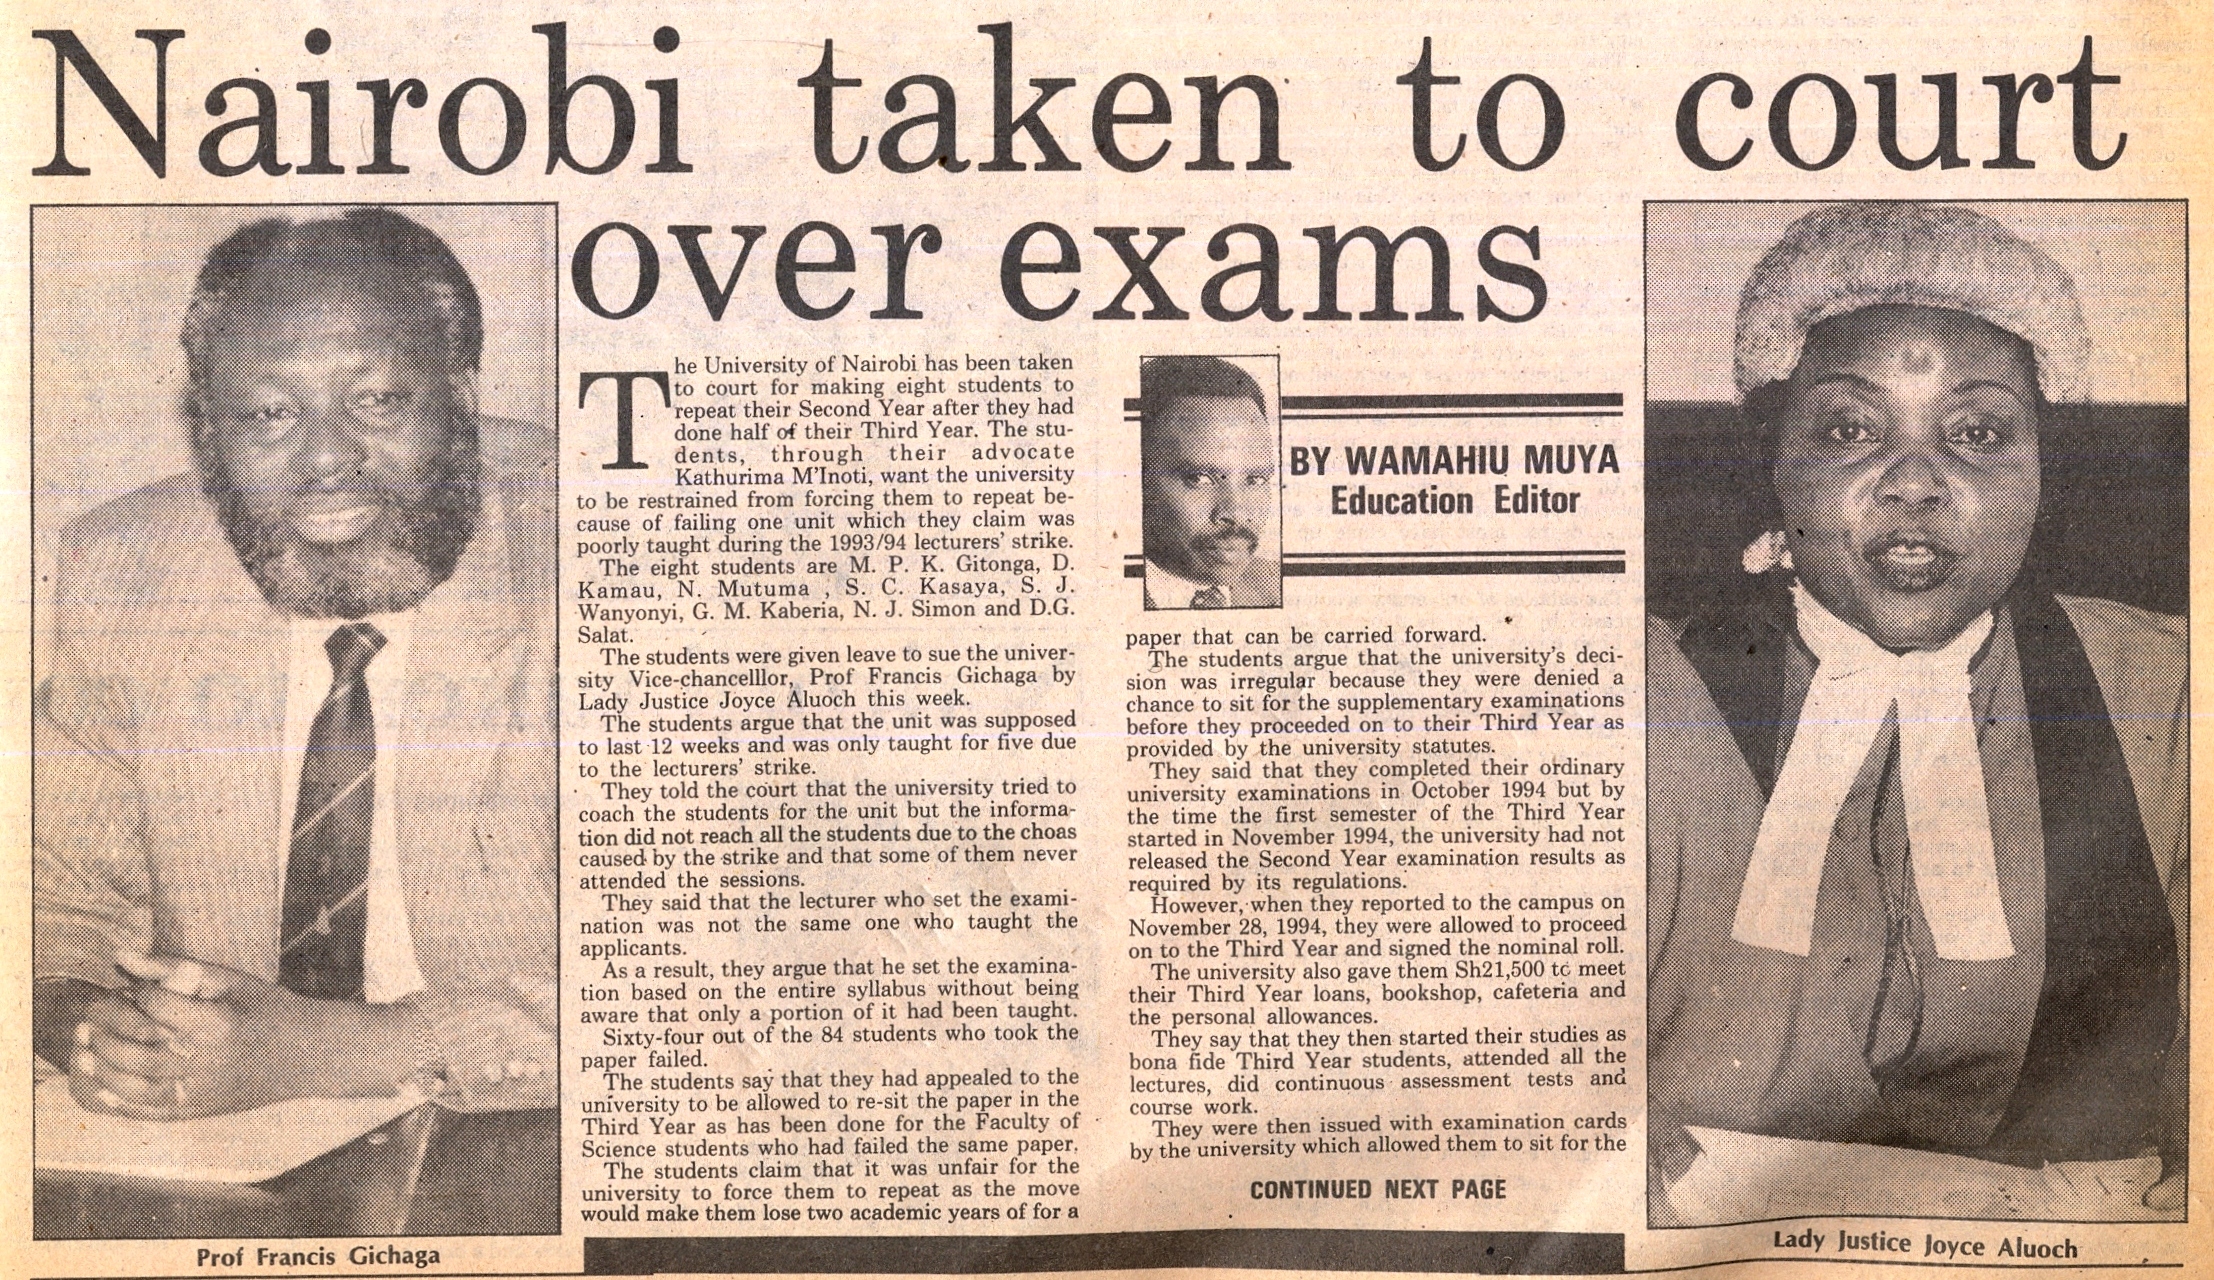 Nairobi taken to court
over exams
The University of Nairobi has been taken
to court for making eight students to
repeat their Second Year after they had
done half of their Third Year. The stu-
dents, through their advocate
Kathurima M'Inoti, want the university
to be restrained from forcing them to repeat be-
cause of failing one unit which they claim was
poorly taught during the 1993/94 lecturers' strike.
The eight students are M. P. K. Gitonga, D.
Kamau, N. Mutuma , S. C. Kasaya, S. J.
Wanyonyi, G. M. Kaberia, N. J. Simon and D.G.
Salat.
The students were given leave to sue the univer-
sity Vice-chancelllor, Prof Francis Gichaga by
Lady Justice Joyce Aluoch this week.
The students argue that the unit was supposed
to last 12 weeks and was only taught for five due
to the lecturers' strike.
They told the court that the university tried to
coach the students for the unit but the informa-
tion did not reach all the students due to the choas
caused by the strike and that some of them never
attended the sessions.
They said that the lecturer who set the exami-
nation was not the same one who taught the
applicants.
As a result, they argue that he set the examina-
tion based on the entire syllabus without being
aware that only a portion of it had been taught.
Sixty-four out of the 84 students who took the
paper failed.
The students say that they had appealed to the
university to be allowed to re-sit the paper in the
Third Year as has been done for the Faculty of
Science students who had failed the same paper.
The students claim that it was unfair for the
university to force them to repeat as the move
would make them lose two academic years of for a
BY WAMAHIU MUYA
Education Editor
paper that can be carried forward.
The students argue that the university's deci-
sion was irregular because they were denied a
chance to sit for the supplementary examinations
before they proceeded on to their Third Year as
provided by the university statutes.
They said that they completed their ordinary
university examinations in October 1994 but by
the time the first semester of the Third Year
started in November 1994, the university had not
released the Second Year examination results as
required by its regulations.
However, when they reported to the campus on
November 28, 1994, they were allowed to proceed
on to the Third Year and signed the nominal roll.
The university also gave them Sh21,500 to meet
their Third Year loans, bookshop, cafeteria and
the personal allowances.
They say that they then started their studies as
bona fide Third Year students, attended all the
lectures, did continuous assessment tests and
course work.
They were then issued with examination cards
by the university which allowed them to sit for the
CONTINUED NEXT PAGE
Prof Francis Gichaga
Lady Justice Joyce Aluoch